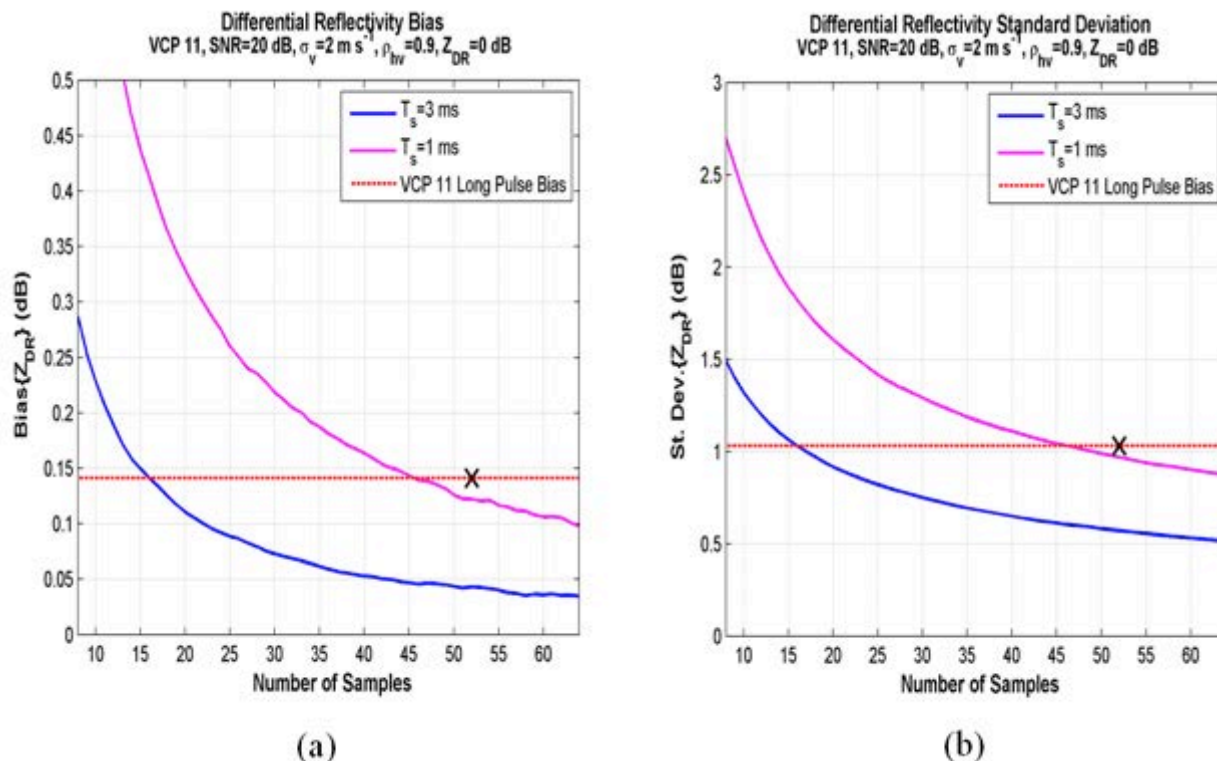 Differential Reflectivity Bias
VCP 11, SNR=20 dB, σv=2 m s-1, ρhv=0.9, ZDR=0 dB
0.5
0.45
0.4
0.35
0.3
0.25
0.2
0.15
0.1
0.05
0
Bias{ZDR} (dB)
Ts=3 ms
Ts=1 ms
VCP 11 Long Pulse Bias
X
10 15 20 25 30 35 40 45 50 55 60
Number of Samples
(a)
Differential Reflectivity Standard Deviation
VCP 11, SNR=20 dB, σv=2 m s-1, ρhv=0.9, ZDR=0 dB
3
2.5
2
1.5
1
0.5
0
St. Dev.{ZDR} (dB)
Ts=3 ms
Ts=1 ms
VCP 11 Long Pulse Bias
X
10 15 20 25 30 35 40 45 50 55 60
Number of Samples
(b)